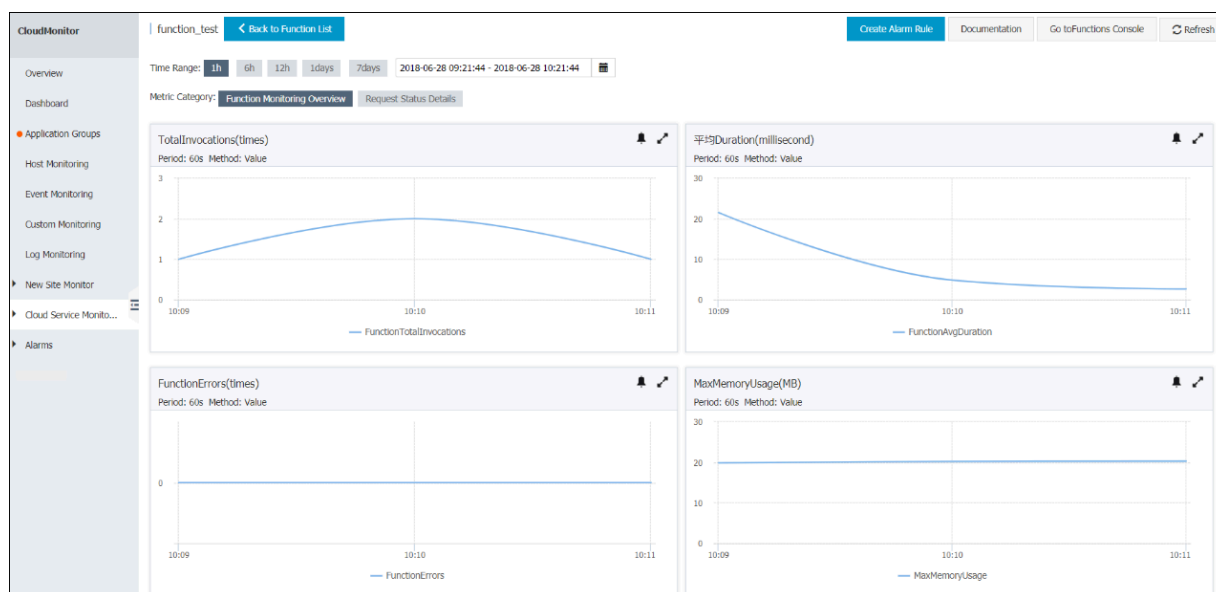 CloudMonitor
Overview
Dashboard
Application Groups
Host Monitoring
Event Monitoring
Custom Monitoring
Log Monitoring
New Site Monitor
Cloud Service Monito...
Alarms
function_test Back to Function List Create Alarm Rule Documentation Go toFunctions Console Refresh
Time Range: 1h 6h 12h 1days 7days 2018-06-28 09:21:44 - 2018-06-28 10:21:44
Metric Category: Function Monitoring Overview Request Status Details
TotalInvocations(times)
Period: 60s Method: Value
3
2
1
0
10:09 10:10 10:11
FunctionTotalInvocations
平均Duration(millisecond)
Period: 60s Method: Value
30
20
10
0
10:09 10:10 10:11
FunctionAvgDuration
FunctionErrors(times)
Period: 60s Method: Value
0
10:09 10:10 10:11
FunctionErrors
MaxMemoryUsage(MB)
Period: 60s Method: Value
30
20
10
0
10:09 10:10 10:11
MaxMemoryUsage